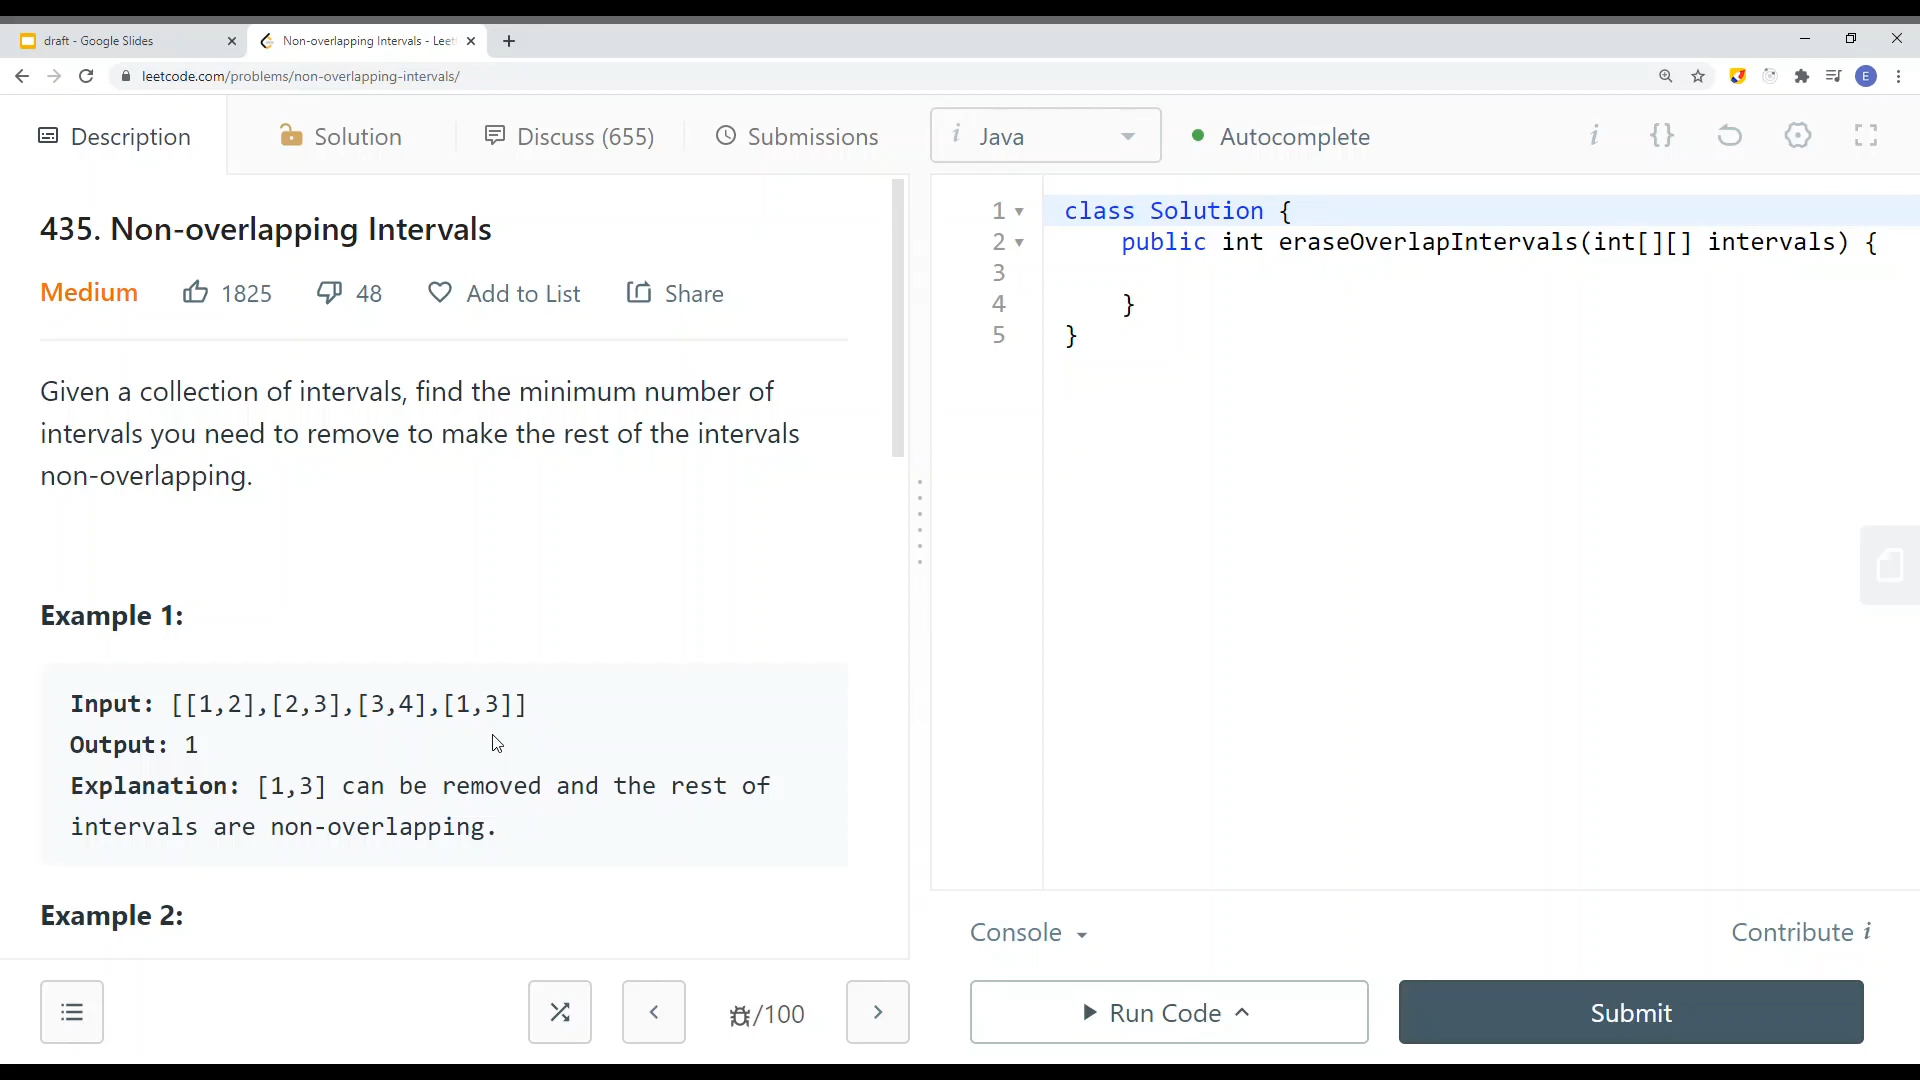 draft - Google Slides
Non-overlapping Intervals - Leet
leetcode.com/problems/non-overlapping-intervals/
E
Description
Solution
Discuss (655)
Submissions
435. Non-overlapping Intervals
Medium
1825
48
Add to List
Share
Given a collection of intervals, find the minimum number of
intervals you need to remove to make the rest of the intervals
non-overlapping.
Example 1:
Input: [[1,2],[2,3],[3,4],[1,3]]
Output: 1
Explanation: [1,3] can be removed and the rest of
intervals are non-overlapping.
Example 2:
/100
i Java
Autocomplete
i {}
1 class Solution {
2 public int eraseOverlapIntervals(int[][] intervals) {
3
4 }
5 }
Console
Contribute i
Run Code
Submit